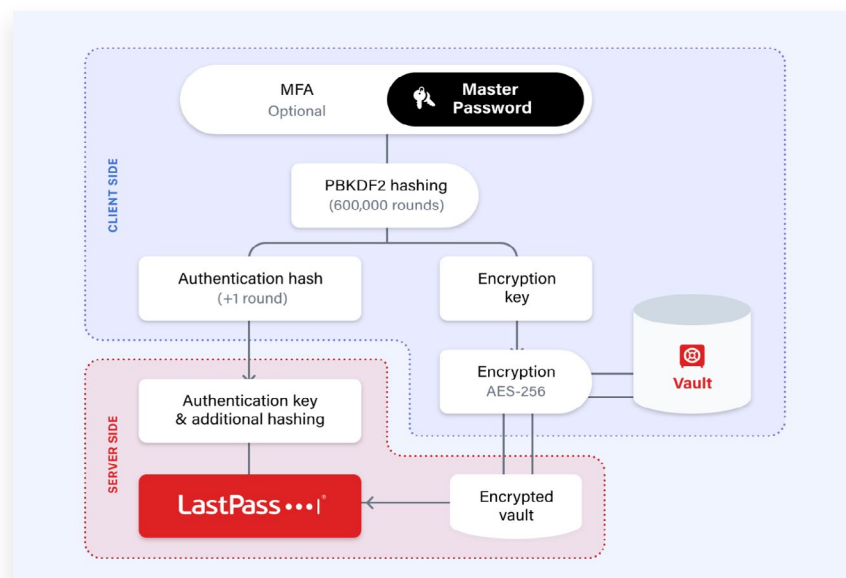 MFA
Optional
Master
Password
CLIENT SIDE
PBKDF2 hashing
(600,000 rounds)
Authentication hash
(+1 round)
Encryption
key
Encryption
AES-256
Vault
SERVER SIDE
Authentication key
& additional hashing
LastPass •••|®
Encrypted
vault